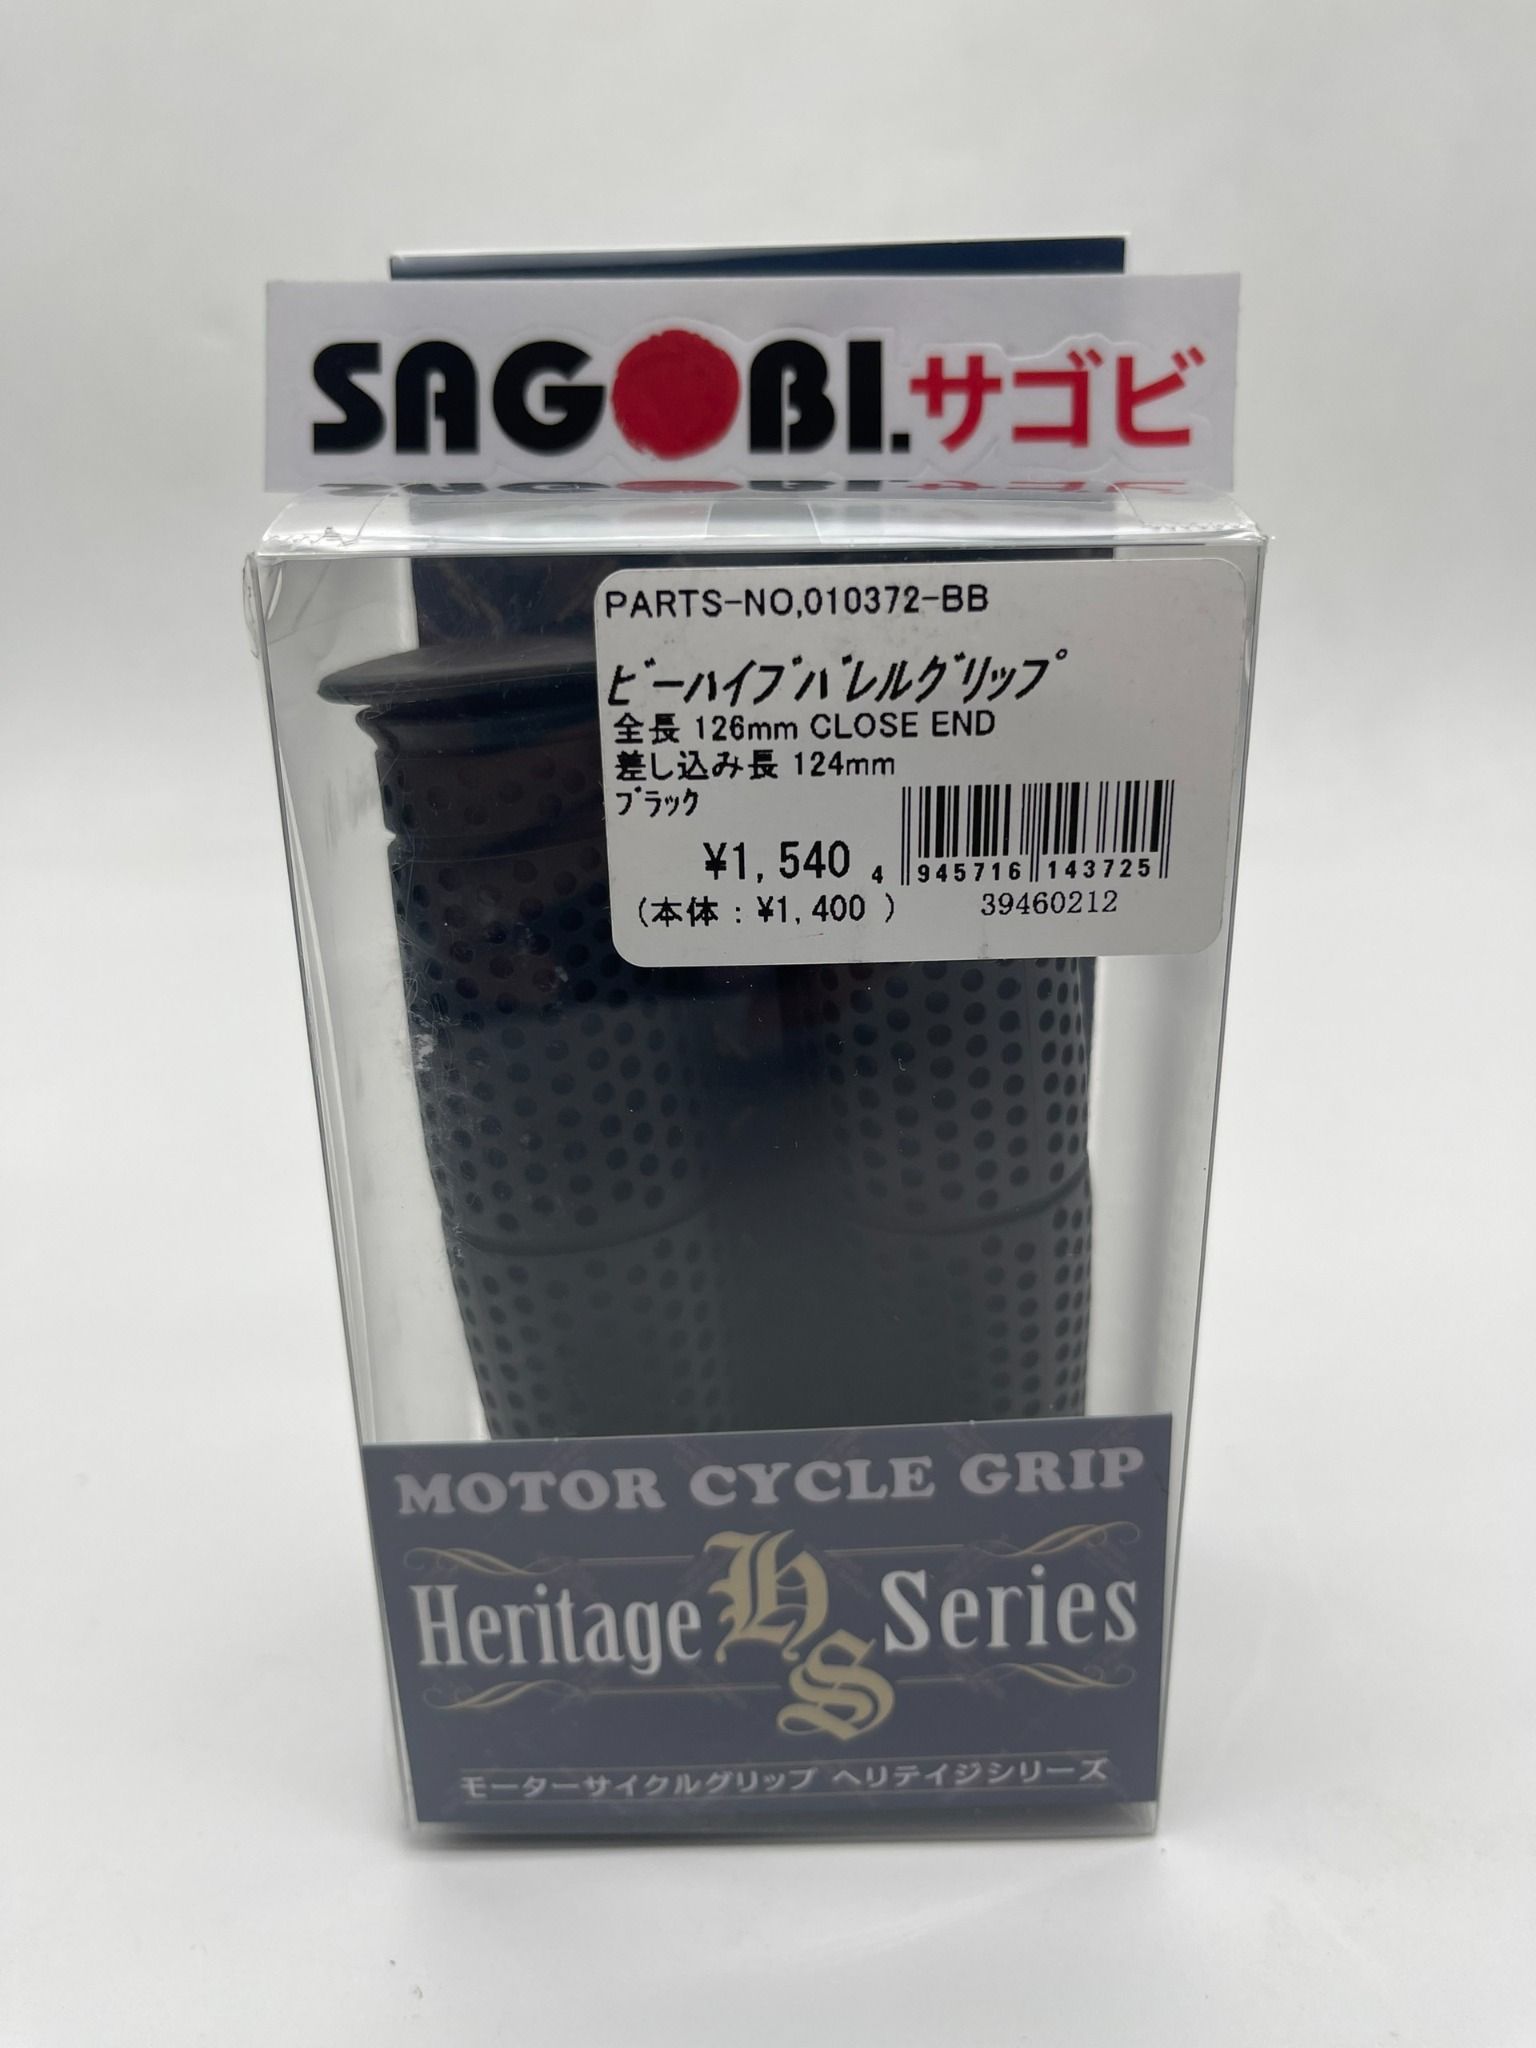 SAGOBI.サゴビ
PARTS-NO,010372-BB
ビーハイブバレルグリップ
全長 126mm CLOSE END
差し込み長 124mm
ブラック
¥1,540
4 945716 143725
(本体:¥1,400 )
39460212
MOTOR CYCLE GRIP
Heritage HS Series
モーターサイクルグリップ ヘリテイジシリーズ